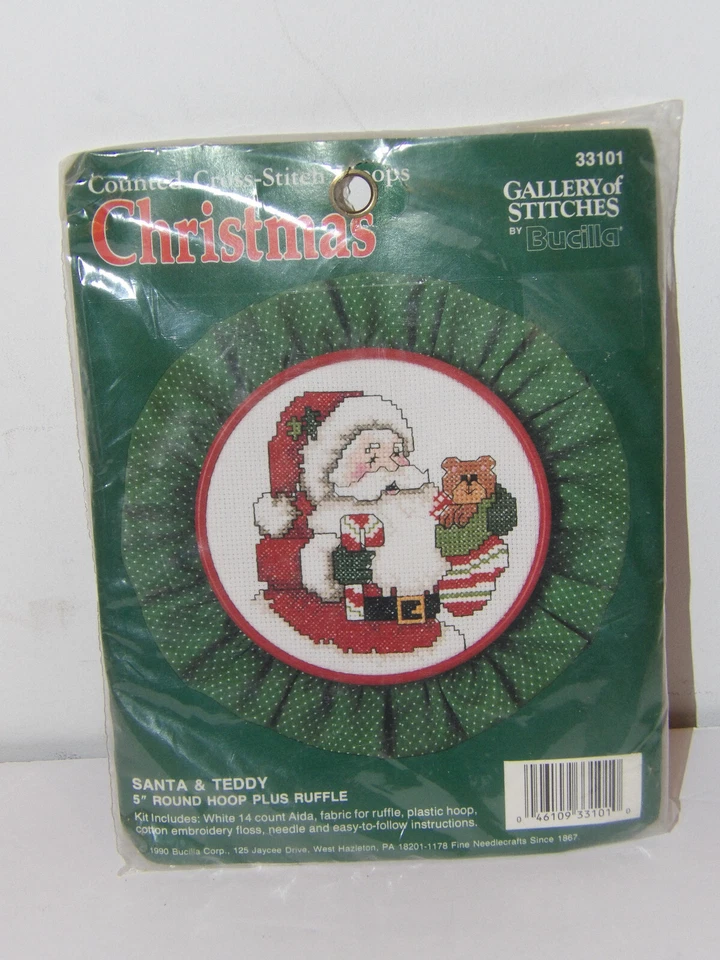 33101
Counted Cross-Stitch Hoops
Christmas
GALLERY of
STITCHES
BY Bucilla®
SANTA & TEDDY
5" ROUND HOOP PLUS RUFFLE
Kit Includes: White 14 count Aida, fabric for ruffle, plastic hoop,
cotton embroidery floss, needle and easy-to-follow instructions.
© 1990 Bucilla Corp., 125 Jaycee Drive, West Hazleton, PA 18201-1178 Fine Needlecrafts Since 1867.
0 46109 33101 0